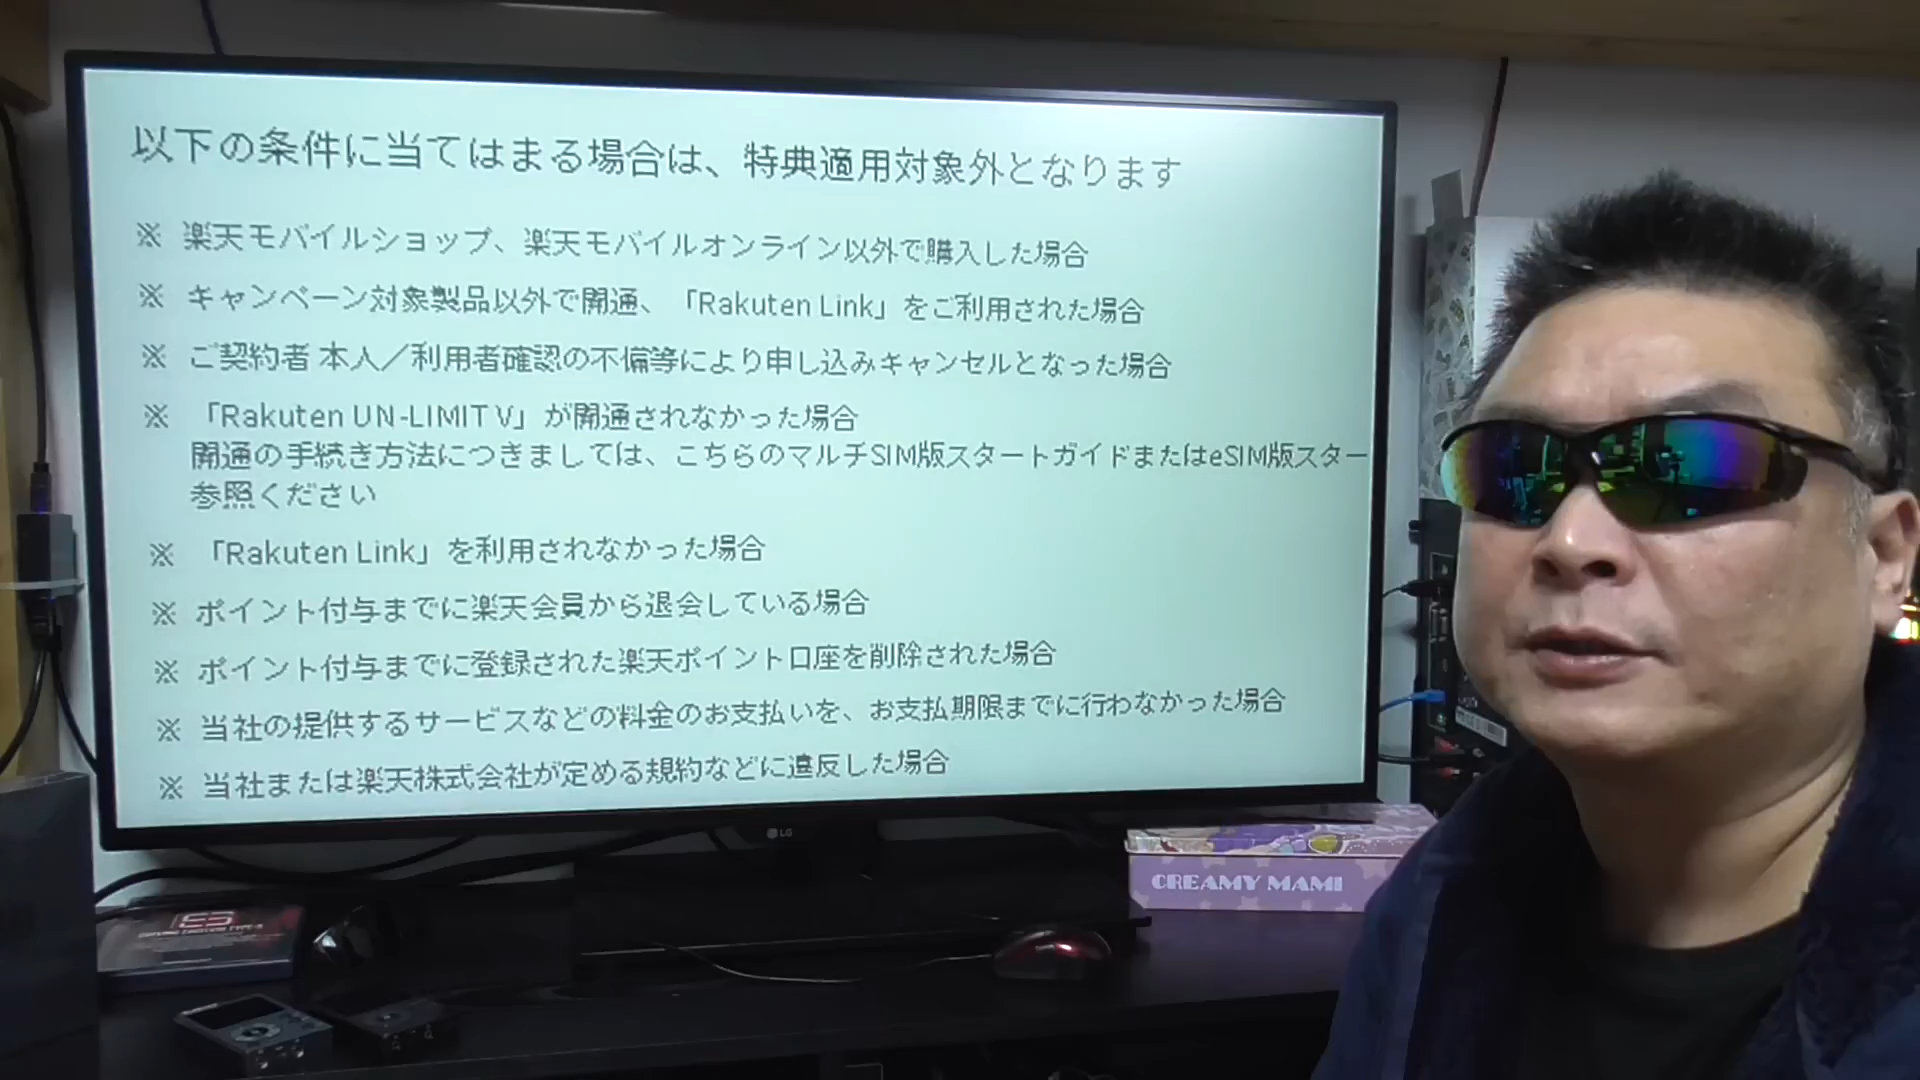 以下の条件に当てはまる場合は、特典適用対象外となります
※ 楽天モバイルショップ、楽天モバイルオンライン以外で購入した場合
※ キャンペーン対象製品以外で開通、「Rakuten Link」をご利用された場合
※ ご契約者 本人／利用者確認の不備等により申し込みキャンセルとなった場合
※ 「Rakuten UN-LIMIT V」が開通されなかった場合
開通の手続き方法につきましては、こちらのマルチSIM版スタートガイドまたはeSIM版スター
参照ください
※ 「Rakuten Link」を利用されなかった場合
※ ポイント付与までに楽天会員から退会している場合
※ ポイント付与までに登録された楽天ポイント口座を削除された場合
※ 当社の提供するサービスなどの料金のお支払いを、お支払期限までに行わなかった場合
※ 当社または楽天株式会社が定める規約などに違反した場合
LG
CREAMY MAMI